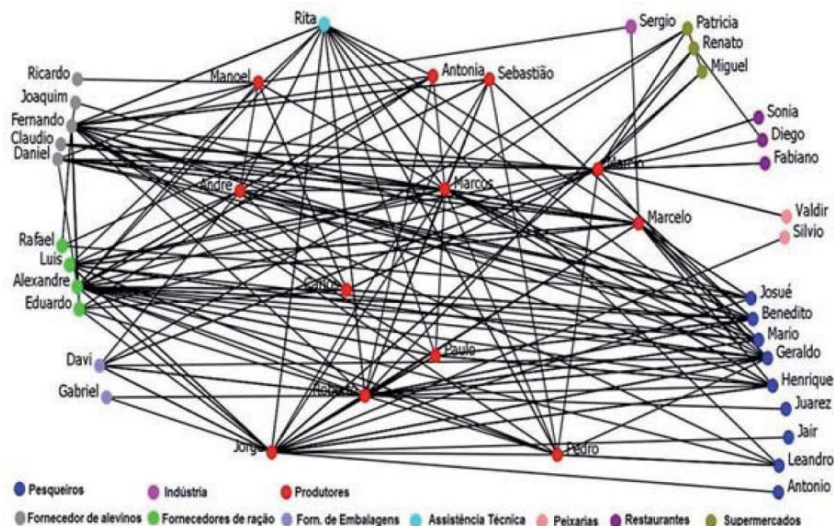 Rita
Sergio
Patricia
Renato
Miguel
Ricardo
Manoel
Antonia
Sebastião
Joaquim
Fernando
Claudio
Daniel
Sonia
Diego
Fabiano
Andre
Marcos
Marcelo
Valdir
Silvio
Rafael
Luis
Alexandre
Eduardo
Josué
Benedito
Mario
Geraldo
Davi
Paulo
Henrique
Gabriel
Juarez
Jorge
Pedro
Jair
Leandro
Antonio
Pesqueiros Indústria Produtores
Fornecedor de alevinos Fornecedores de ração Forn. de Embalagens Assistência Técnica Peixarias Restaurantes Supermercados